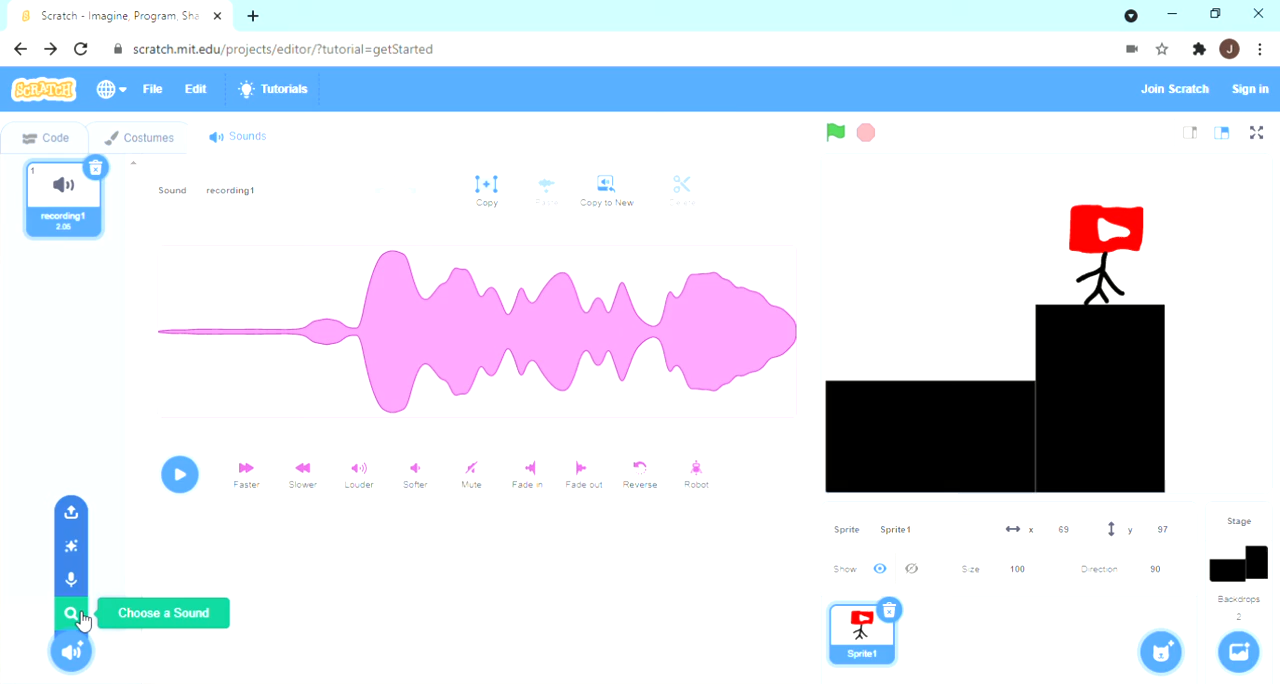 Scratch - Imagine, Program, Sha
scratch.mit.edu/projects/editor/?tutorial=getStarted
J
SCRATCH
File
Edit
Tutorials
Join Scratch
Sign in
Code
Costumes
Sounds
1
recording1
2.05
Sound
recording1
Copy
Paste
Copy to New
Delete
Faster
Slower
Louder
Softer
Mute
Fade in
Fade out
Reverse
Robot
Choose a Sound
Sprite
Sprite1
x
69
y
97
Show
Size
100
Direction
90
Sprite1
Stage
Backdrops
2